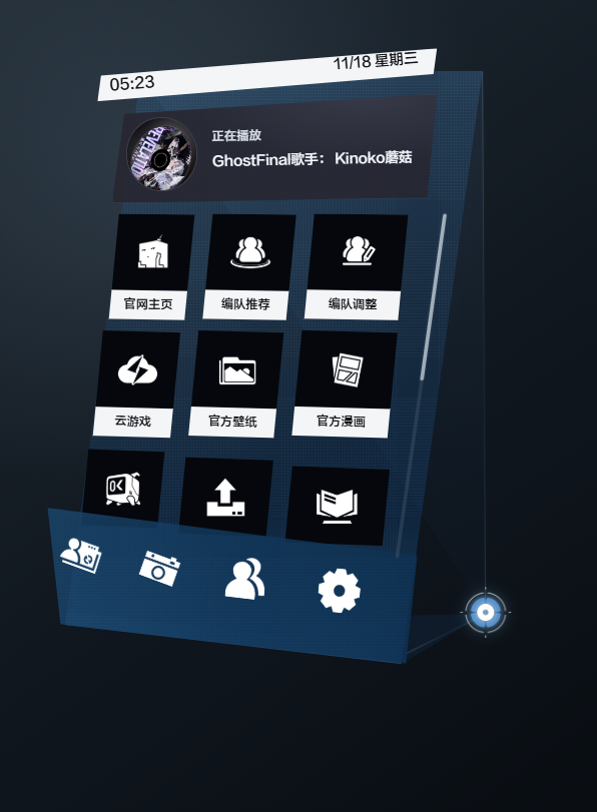 05:23
11/18 星期三
REVELATI
正在播放
GhostFinal歌手： Kinoko蘑菇
官网主页
编队推荐
编队调整
云游戏
官方壁纸
官方漫画